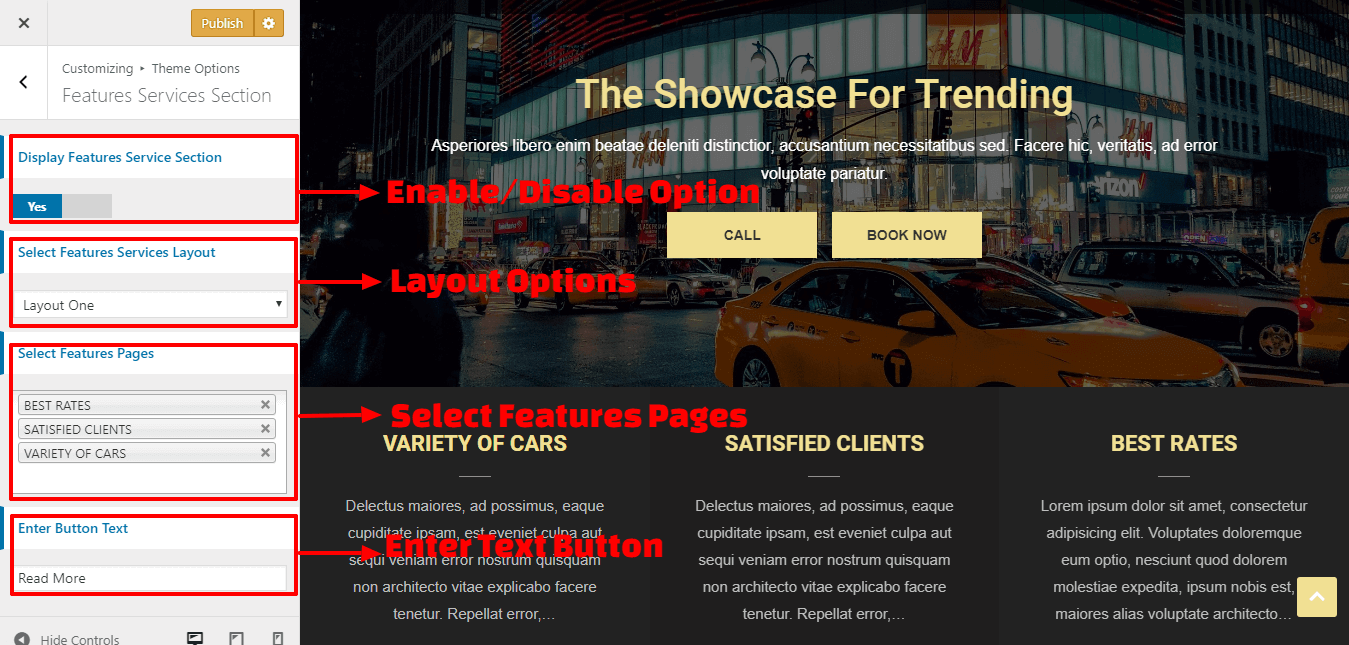 Publish
Customizing ▸ Theme Options
Features Services Section
Display Features Service Section
Yes
Select Features Services Layout
Layout One
Select Features Pages
BEST RATES
SATISFIED CLIENTS
VARIETY OF CARS
Enter Button Text
Read More
Hide Controls
The Showcase For Trending
Asperiores libero enim beatae deleniti distinctior, accusantium necessitatibus sed. Facere hic, veritatis, ad error
voluptate pariatur.
Enable/Disable Option
CALL
BOOK NOW
Layout Options
H&M
verizon
NYC T
Select Features Pages
VARIETY OF CARS
Delectus maiores, ad possimus, eaque
cupiditate ipsam, est eveniet culpa aut
Enter Text Button
sequi veniam error nostrum quisquam
non architecto vitae explicabo facere
tenetur. Repellat error,…
SATISFIED CLIENTS
Delectus maiores, ad possimus, eaque
cupiditate ipsam, est eveniet culpa aut
sequi veniam error nostrum quisquam
non architecto vitae explicabo facere
tenetur. Repellat error,…
BEST RATES
Lorem ipsum dolor sit amet, consectetur
adipisicing elit. Voluptates doloremque
eum optio, nesciunt quod dolorem
molestiae expedita, ipsum nobis est,
maiores alias voluptate architecto…